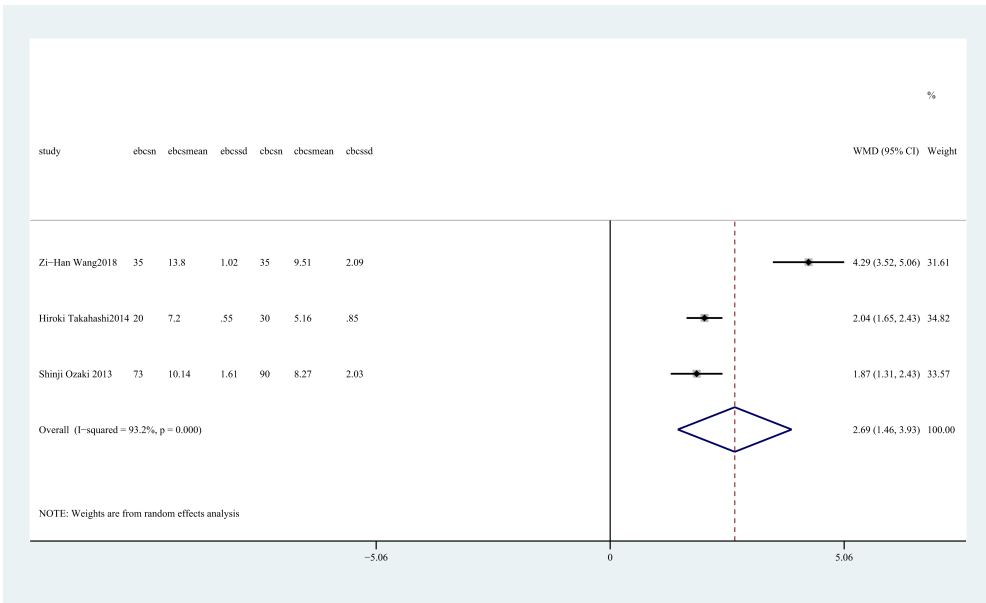 %
study ebcsn ebcsmean ebcssd cbcsn cbcsmean cbcssd WMD (95% CI) Weight
Zi−Han Wang2018 35 13.8 1.02 35 9.51 2.09 4.29 (3.52, 5.06) 31.61
Hiroki Takahashi2014 20 7.2 .55 30 5.16 .85 2.04 (1.65, 2.43) 34.82
Shinji Ozaki 2013 73 10.14 1.61 90 8.27 2.03 1.87 (1.31, 2.43) 33.57
Overall (I−squared = 93.2%, p = 0.000) 2.69 (1.46, 3.93) 100.00
NOTE: Weights are from random effects analysis
−5.06 0 5.06